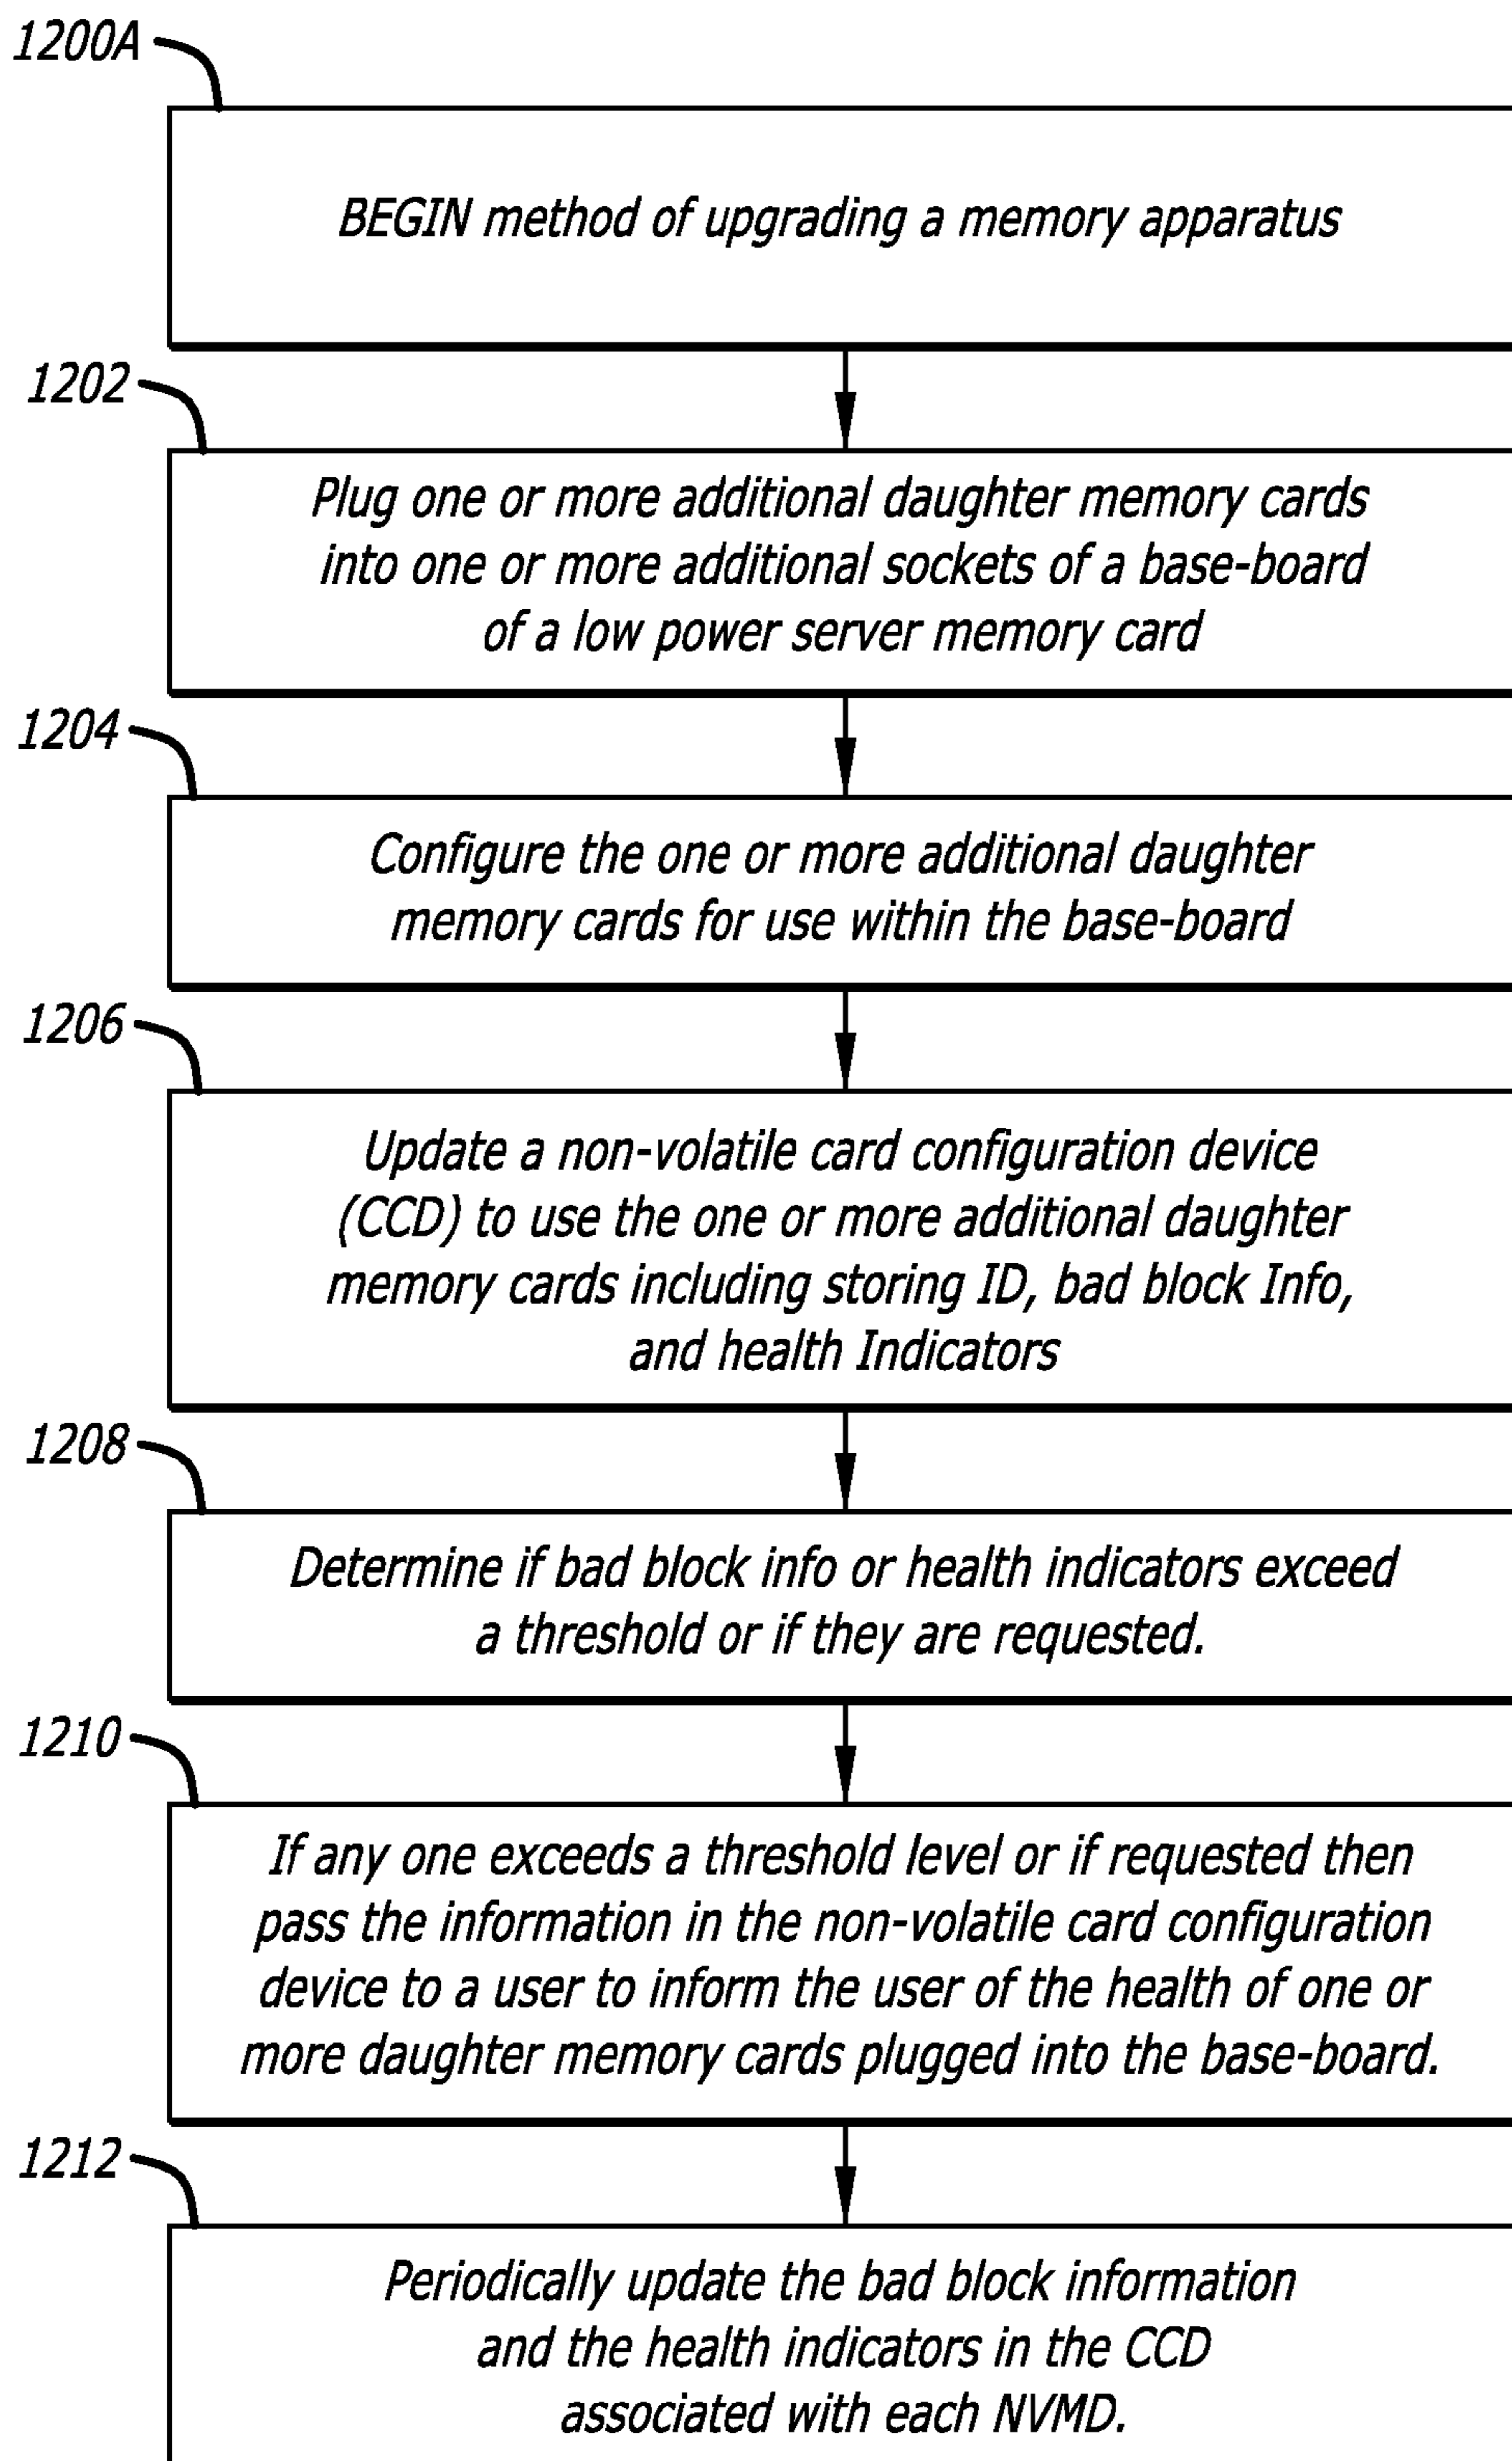 1200A
BEGIN method of upgrading a memory apparatus
1202
Plug one or more additional daughter memory cards
into one or more additional sockets of a base-board
of a low power server memory card
1204
Configure the one or more additional daughter
memory cards for use within the base-board
1206
Update a non-volatile card configuration device
(CCD) to use the one or more additional daughter
memory cards including storing ID, bad block Info,
and health Indicators
1208
Determine if bad block info or health indicators exceed
a threshold or if they are requested.
1210
If any one exceeds a threshold level or if requested then
pass the information in the non-volatile card configuration
device to a user to inform the user of the health of one or
more daughter memory cards plugged into the base-board.
1212
Periodically update the bad block information
and the health indicators in the CCD
associated with each NVMD.